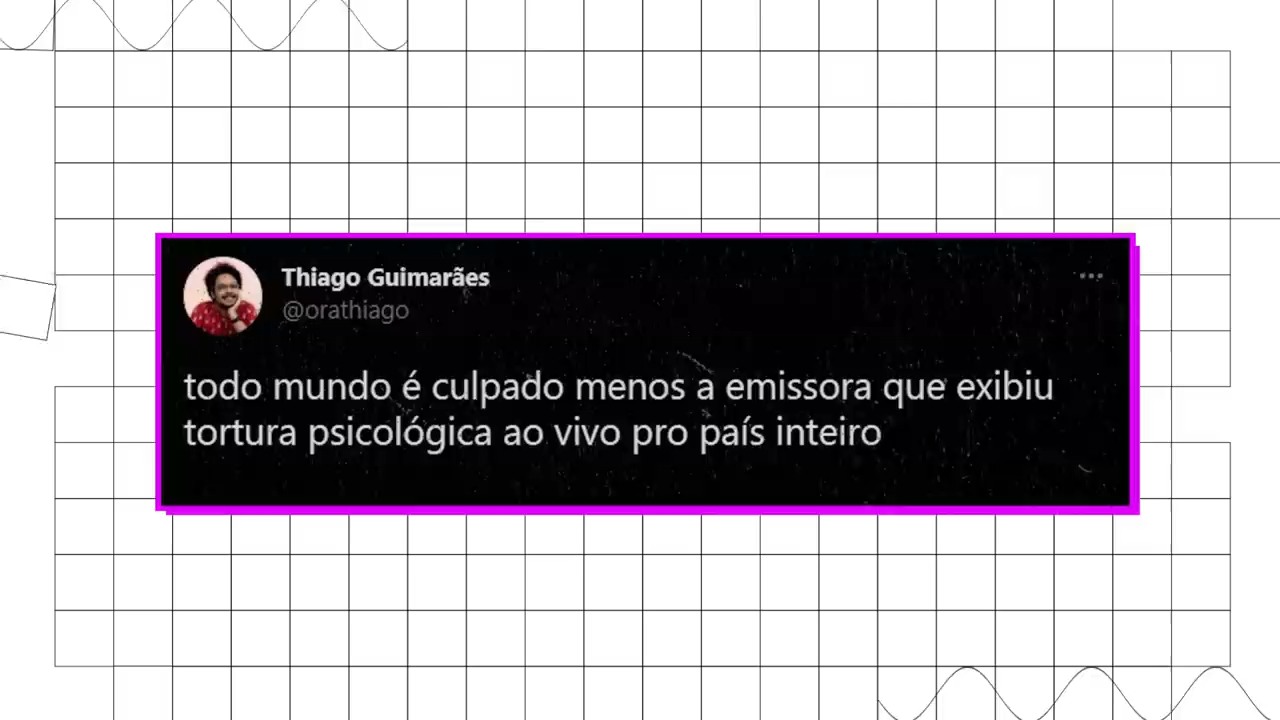 Thiago Guimarães
@orathiago
todo mundo é culpado menos a emissora que exibiu
tortura psicológica ao vivo pro país inteiro